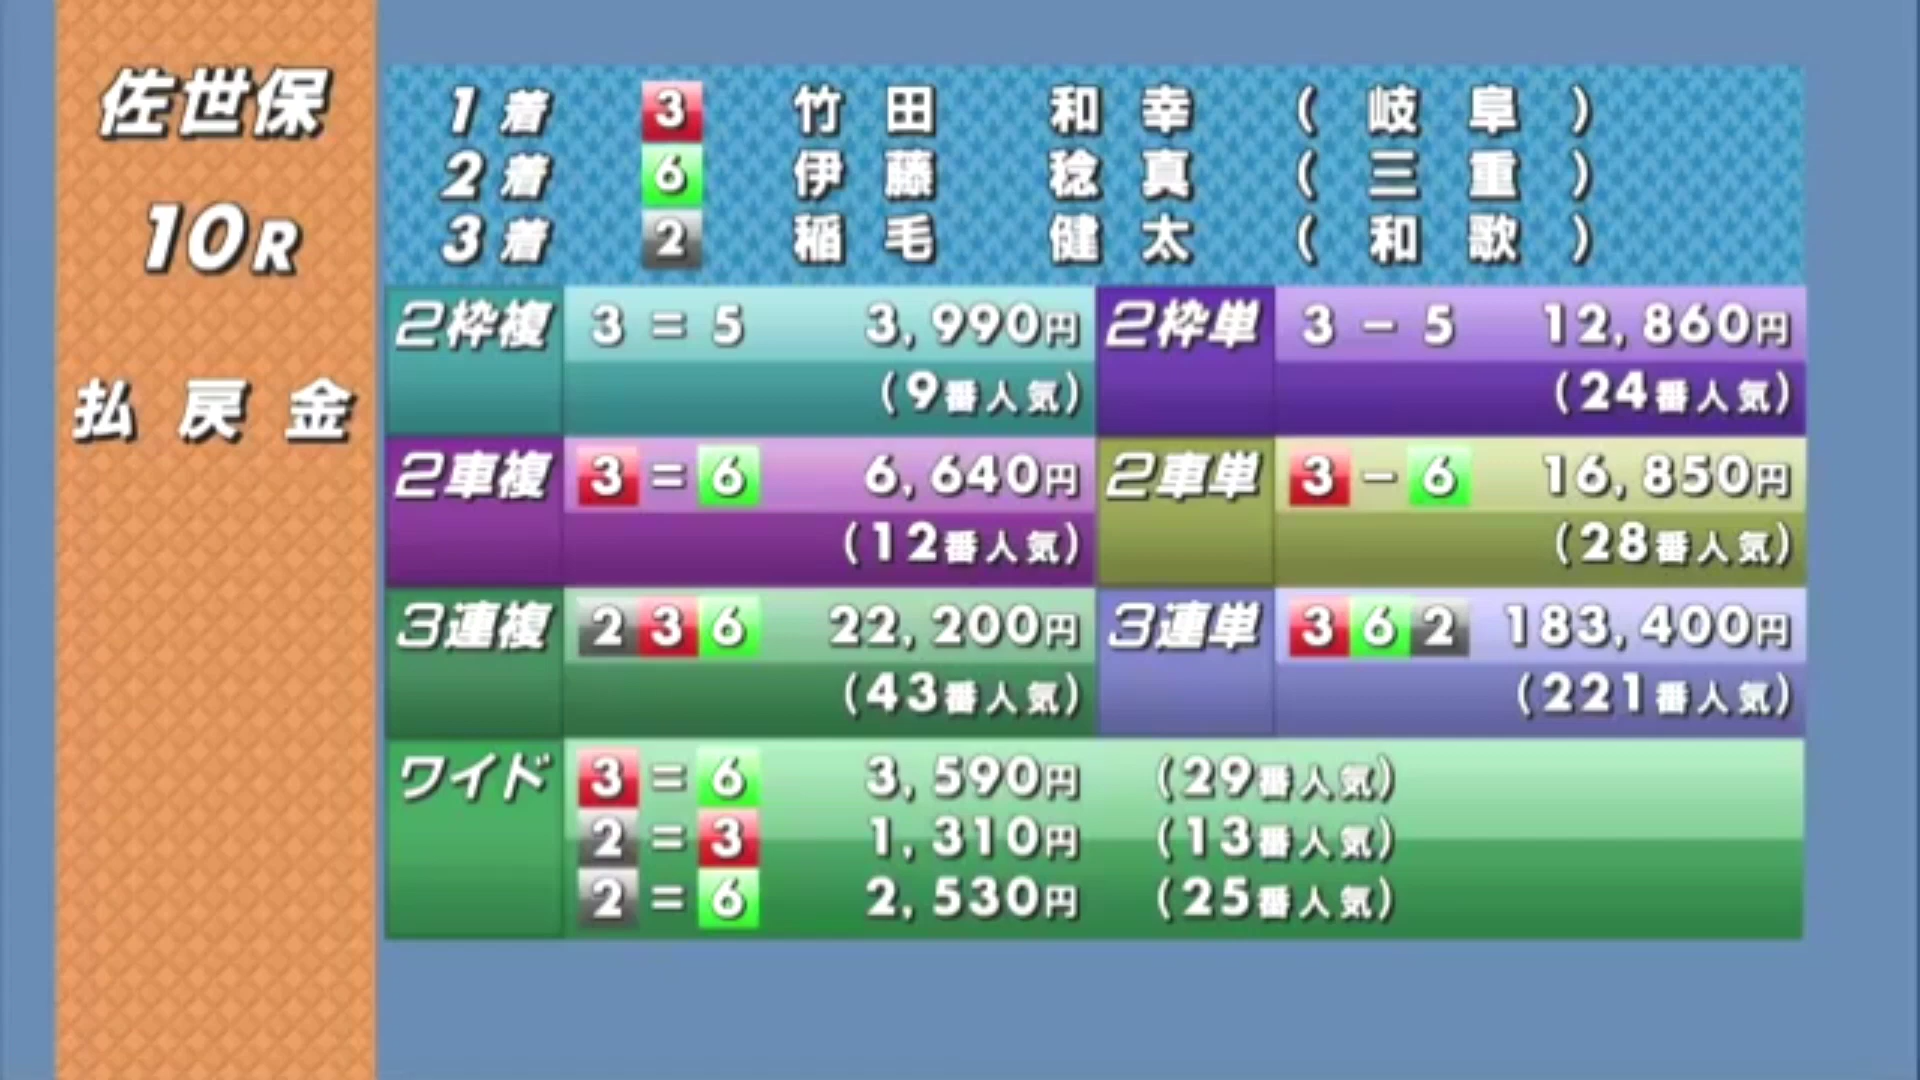 佐世保
10R
払戻金
1着 3 竹田 和幸 (岐阜)
2着 6 伊藤 稔真 (三重)
3着 2 稲毛 健太 (和歌)
2枠複 3 = 5 3,990円
(9番人気)
2枠単 3 - 5 12,860円
(24番人気)
2車複 3 = 6 6,640円
(12番人気)
2車単 3 - 6 16,850円
(28番人気)
3連複 2 3 6 22,200円
(43番人気)
3連単 3 6 2 183,400円
(221番人気)
ワイド 3 = 6 3,590円 (29番人気)
2 = 3 1,310円 (13番人気)
2 = 6 2,530円 (25番人気)